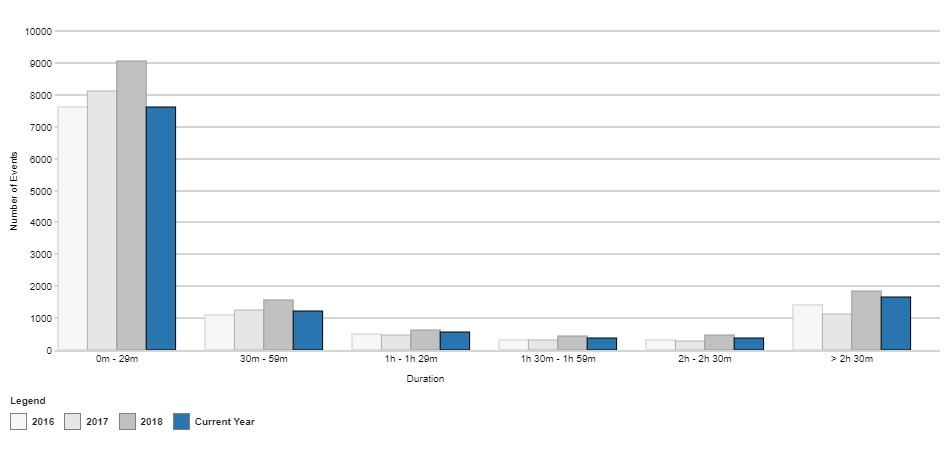 10000
9000
8000
7000
6000
5000
4000
3000
2000
1000
0
Number of Events
0m - 29m 30m - 59m 1h - 1h 29m 1h 30m - 1h 59m 2h - 2h 30m > 2h 30m
Duration
Legend
2016 2017 2018 Current Year